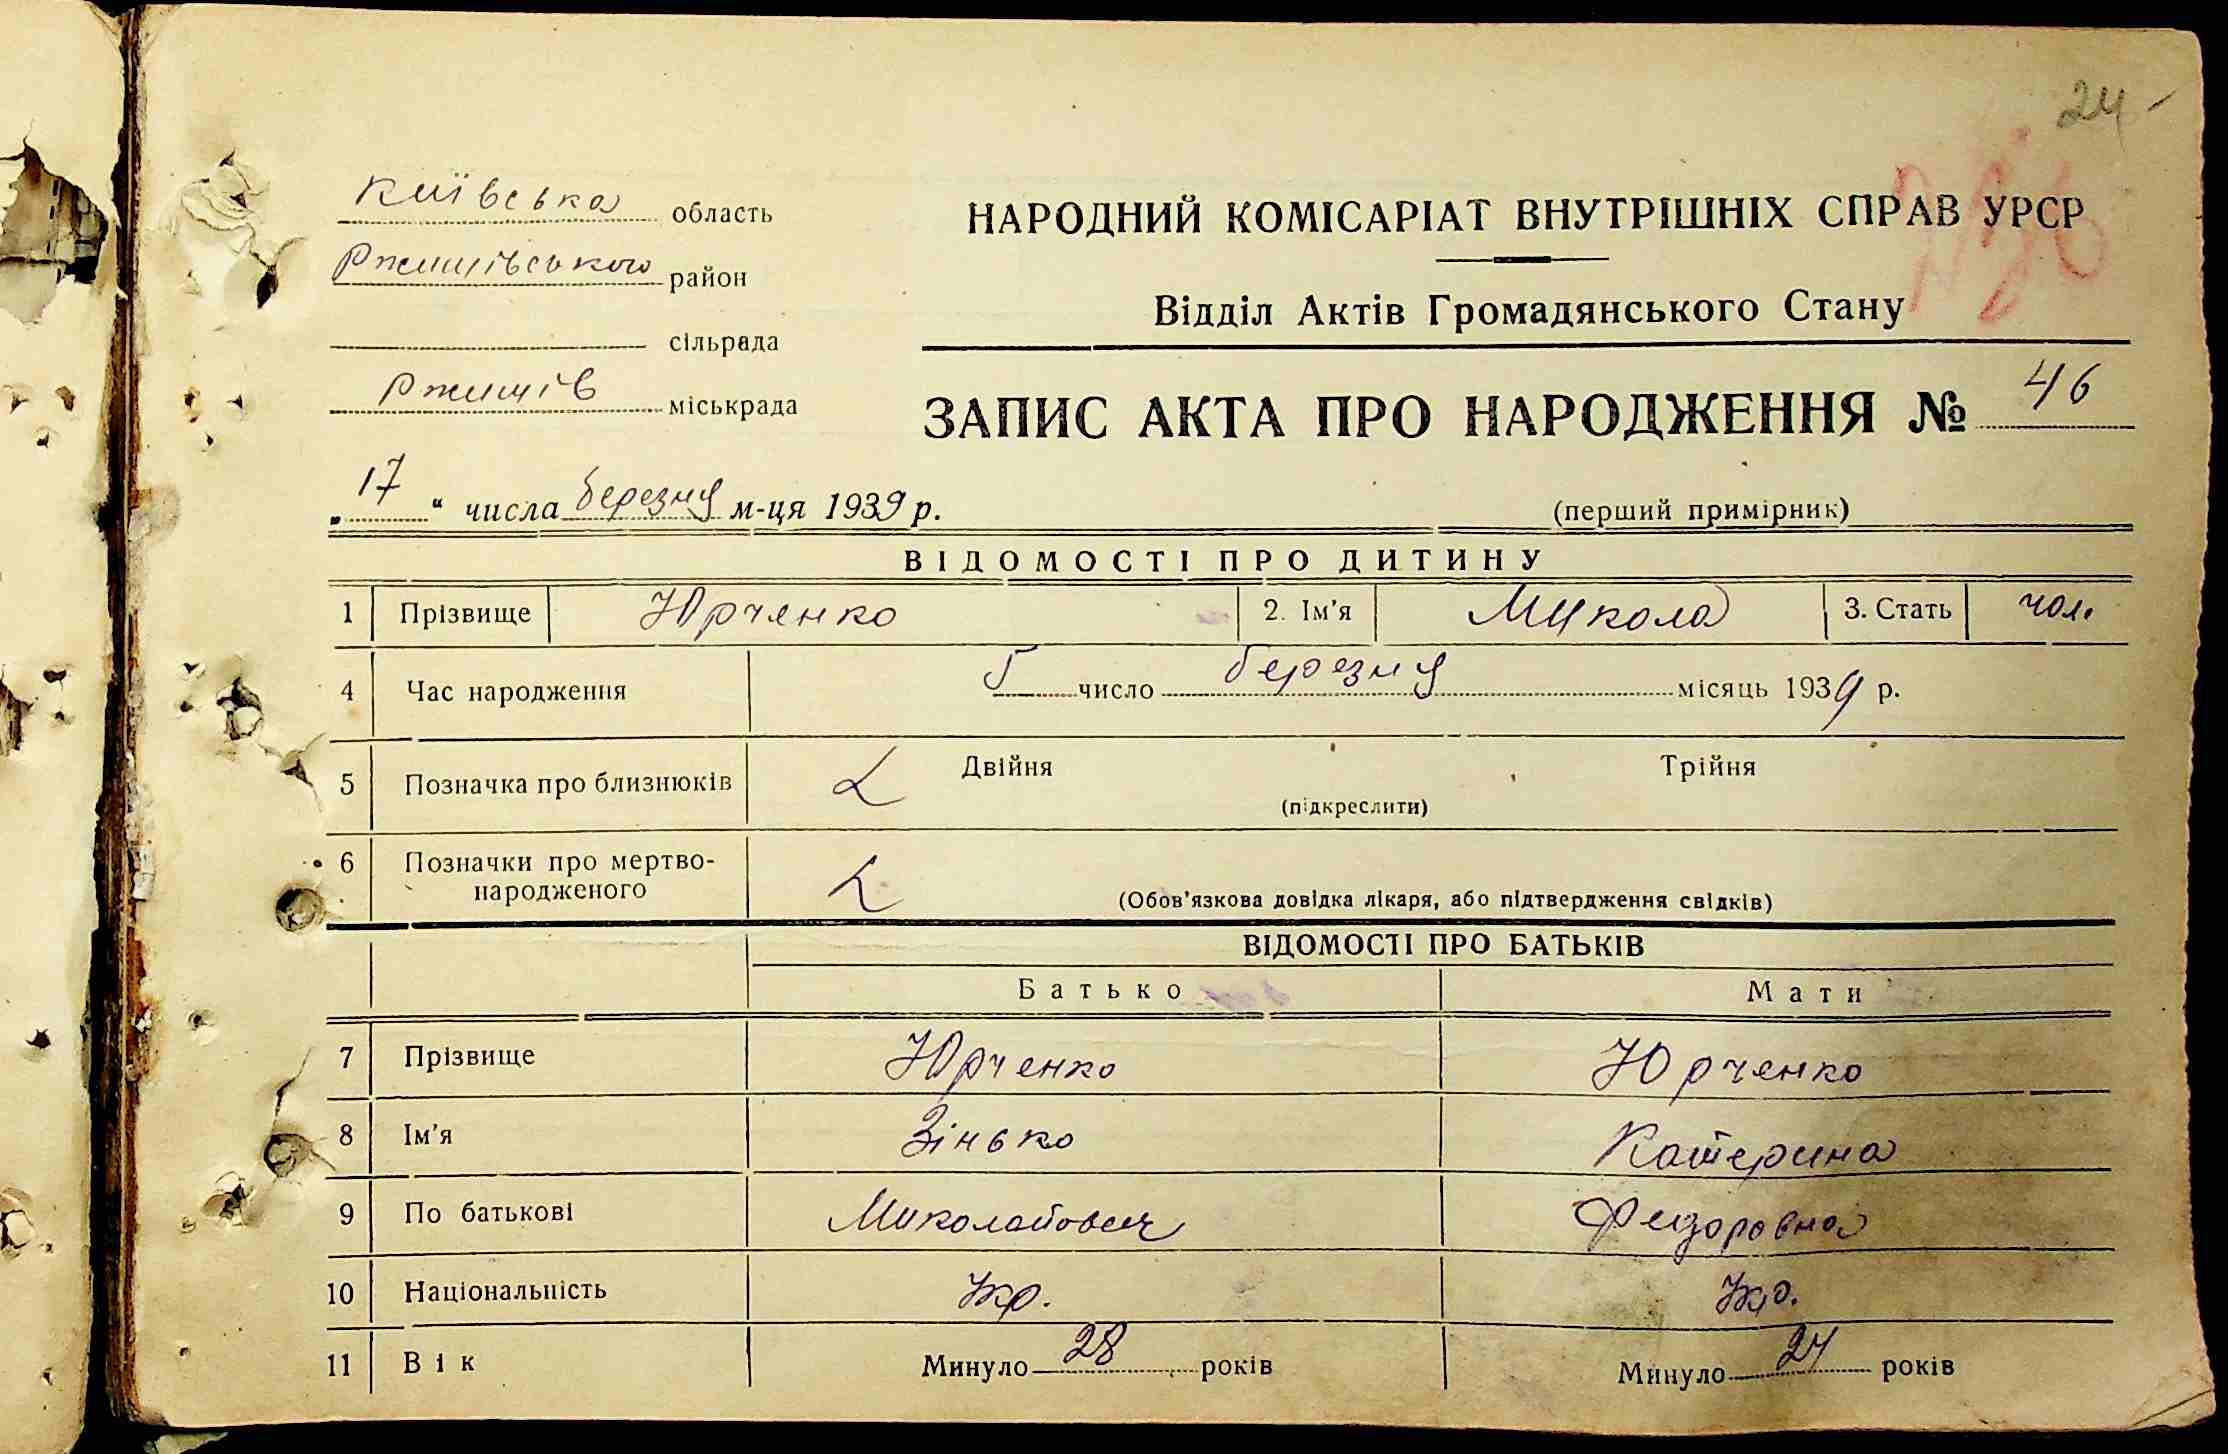 24
Київська область
Ржищівського район
сільрада
Ржищів міськрада
НАРОДНИЙ КОМІСАРІАТ ВНУТРІШНІХ СПРАВ УРСР
Відділ Актів Громадянського Стану
ЗАПИС АКТА ПРО НАРОДЖЕННЯ № 46
„ 17 “ числа березня м-ця 1939 р.
(перший примірник)
ВІДОМОСТІ ПРО ДИТИНУ
1 Прізвище Юрченко 2. Ім'я Микола 3. Стать чол.
4 Час народження 5 число березня місяць 1939 р.
5 Позначка про близнюків Двійня Трійня
(підкреслити)
6 Позначки про мертво-
народженого
(Обов'язкова довідка лікаря, або підтвердження свідків)
ВІДОМОСТІ ПРО БАТЬКІВ
Батько Мати
7 Прізвище Юрченко Юрченко
8 Ім'я Зінько Катерина
9 По батькові Миколайович Федоровна
10 Національність Укр. Укр.
11 Вік Минуло 28 років Минуло 24 років